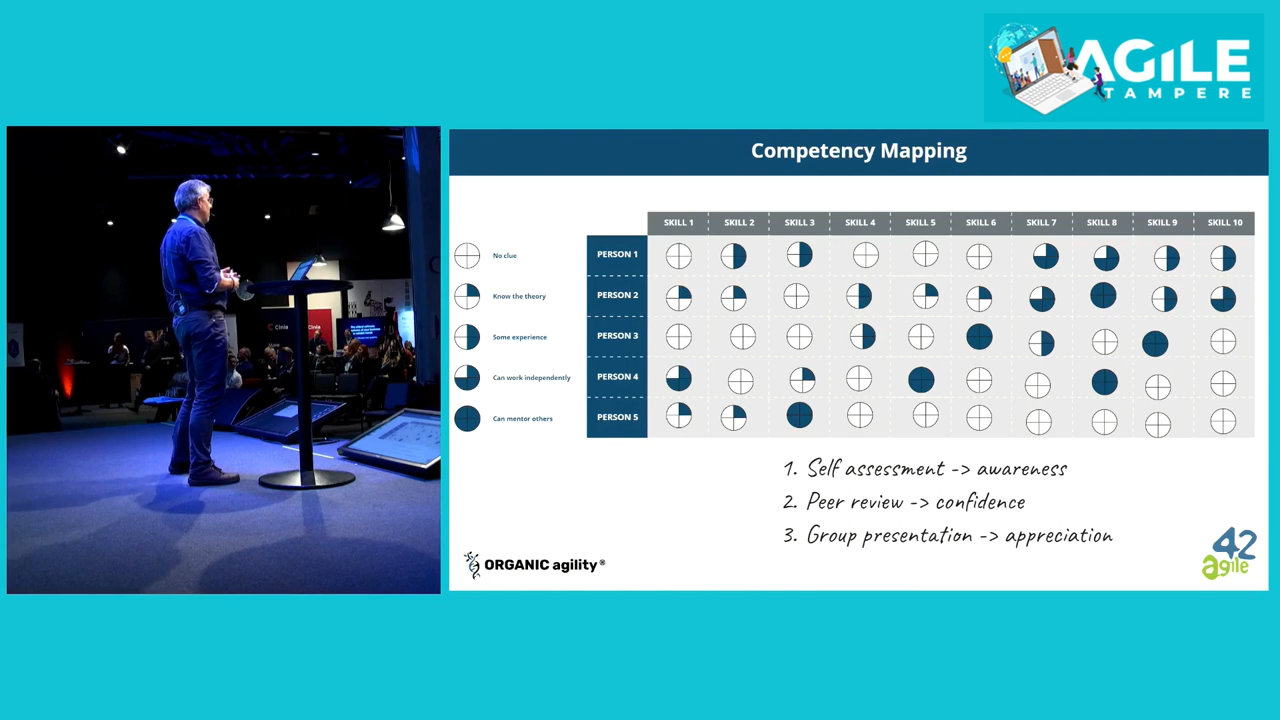 AGILE
TAMPERE
Competency Mapping
SKILL 1 SKILL 2 SKILL 3 SKILL 4 SKILL 5 SKILL 6 SKILL 7 SKILL 8 SKILL 9 SKILL 10
No clue
Know the theory
Some experience
Can work independently
Can mentor others
PERSON 1
PERSON 2
PERSON 3
PERSON 4
PERSON 5
1. Self assessment -> awareness
2. Peer review -> confidence
3. Group presentation -> appreciation
ORGANIC agility®
42
agile
Cinia
Cinia